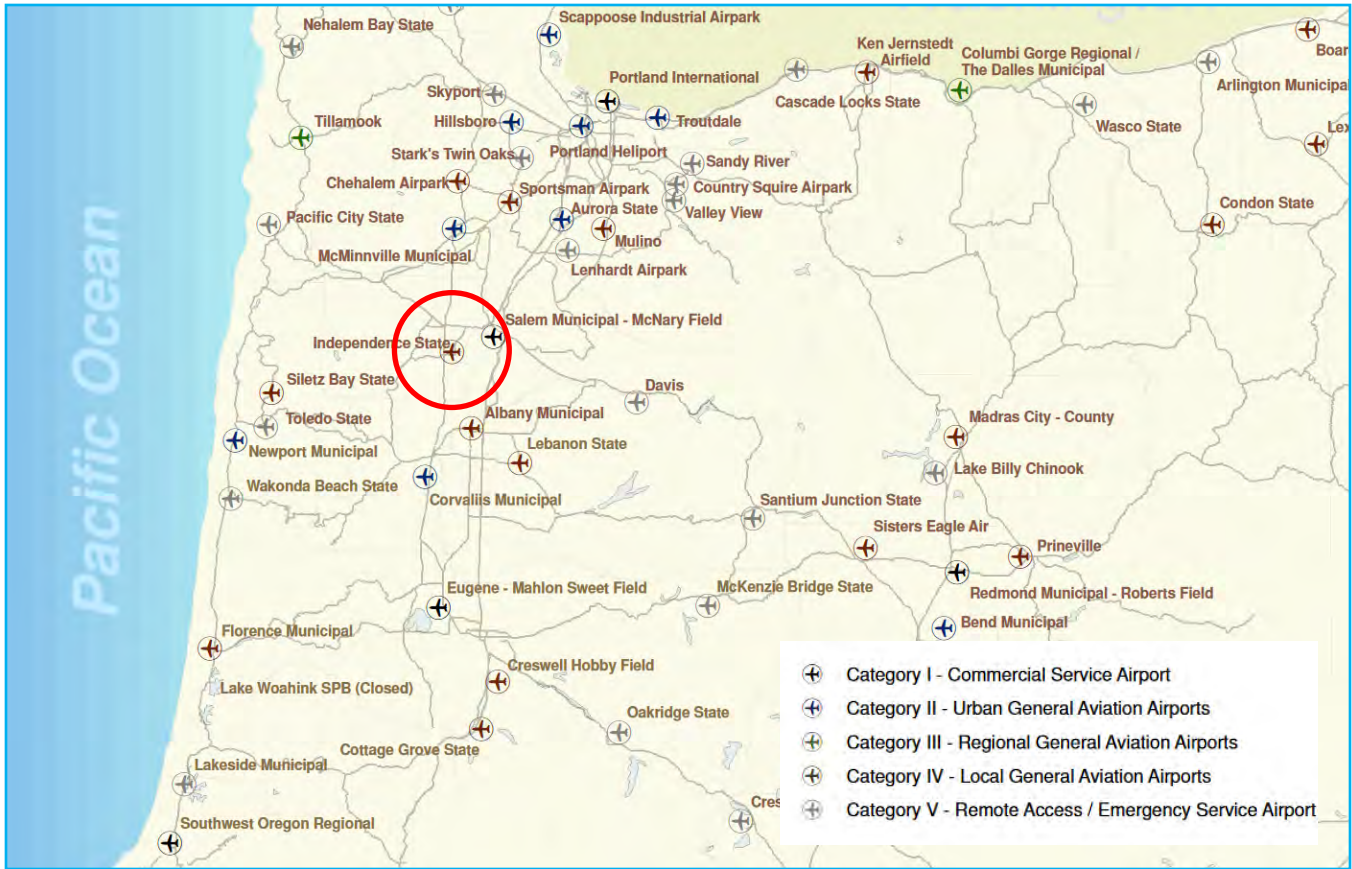 Nehalem Bay State
Scappoose Industrial Airpark
Ken Jernstedt
Airfield
Columbi Gorge Regional /
The Dalles Municipal
Boar
Portland International
Arlington Municipal
Skyport
Cascade Locks State
Tillamook
Hillsboro
Troutdale
Wasco State
Lex
Stark's Twin Oaks
Portland Heliport
Sandy River
Chehalem Airpark
Sportsman Airpark
Country Squire Airpark
Pacific City State
Aurora State
Valley View
Condon State
McMinnville Municipal
Mulino
Lenhardt Airpark
Pacific Ocean
Salem Municipal - McNary Field
Independence State
Siletz Bay State
Davis
Toledo State
Albany Municipal
Madras City - County
Newport Municipal
Lebanon State
Lake Billy Chinook
Wakonda Beach State
Corvallis Municipal
Santium Junction State
Sisters Eagle Air
Prineville
Eugene - Mahlon Sweet Field
McKenzie Bridge State
Redmond Municipal - Roberts Field
Florence Municipal
Bend Municipal
Creswell Hobby Field
Lake Woahink SPB (Closed)
Oakridge State
Cottage Grove State
Lakeside Municipal
Cres
Southwest Oregon Regional
Category I - Commercial Service Airport
Category II - Urban General Aviation Airports
Category III - Regional General Aviation Airports
Category IV - Local General Aviation Airports
Category V - Remote Access / Emergency Service Airport